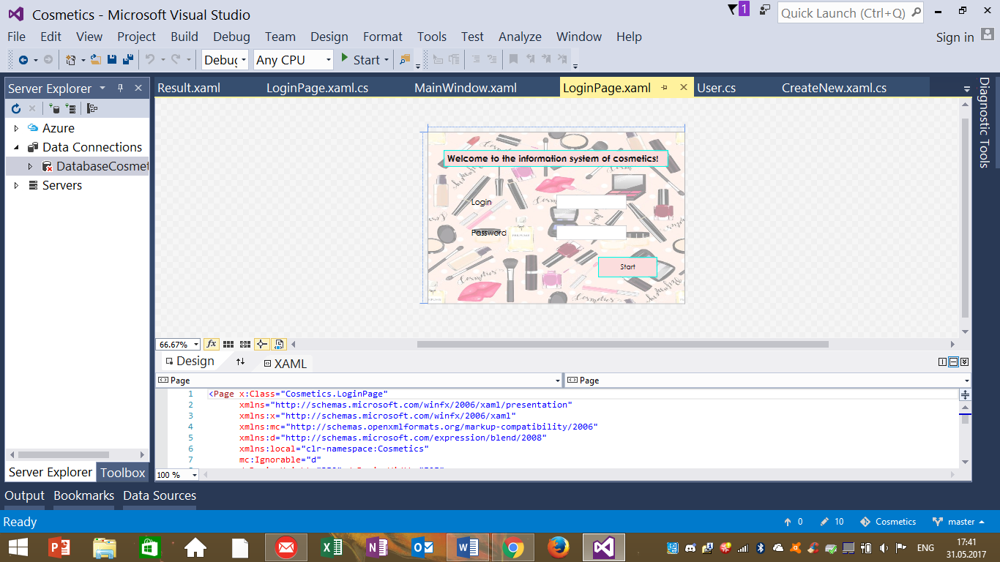 Cosmetics - Microsoft Visual Studio
1
Quick Launch (Ctrl+Q)
File Edit View Project Build Debug Team Design Format Tools Test Analyze Window Help
Sign in
Debug Any CPU Start
Server Explorer
Result.xaml LoginPage.xaml.cs MainWindow.xaml LoginPage.xaml User.cs CreateNew.xaml.cs
Diagnostic Tools
Azure
Data Connections
DatabaseCosmet
Servers
Welcome to the information system of cosmetics!
Login
Password
Start
66.67%
Design XAML
Page Page
1 <Page x:Class="Cosmetics.LoginPage"
2 xmlns="http://schemas.microsoft.com/winfx/2006/xaml/presentation"
3 xmlns:x="http://schemas.microsoft.com/winfx/2006/xaml"
4 xmlns:mc="http://schemas.openxmlformats.org/markup-compatibility/2006"
5 xmlns:d="http://schemas.microsoft.com/expression/blend/2008"
6 xmlns:local="clr-namespace:Cosmetics"
7 mc:Ignorable="d"
100 %
Server Explorer Toolbox
Output Bookmarks Data Sources
Ready
0 10 Cosmetics master
ENG
17:41
31.05.2017